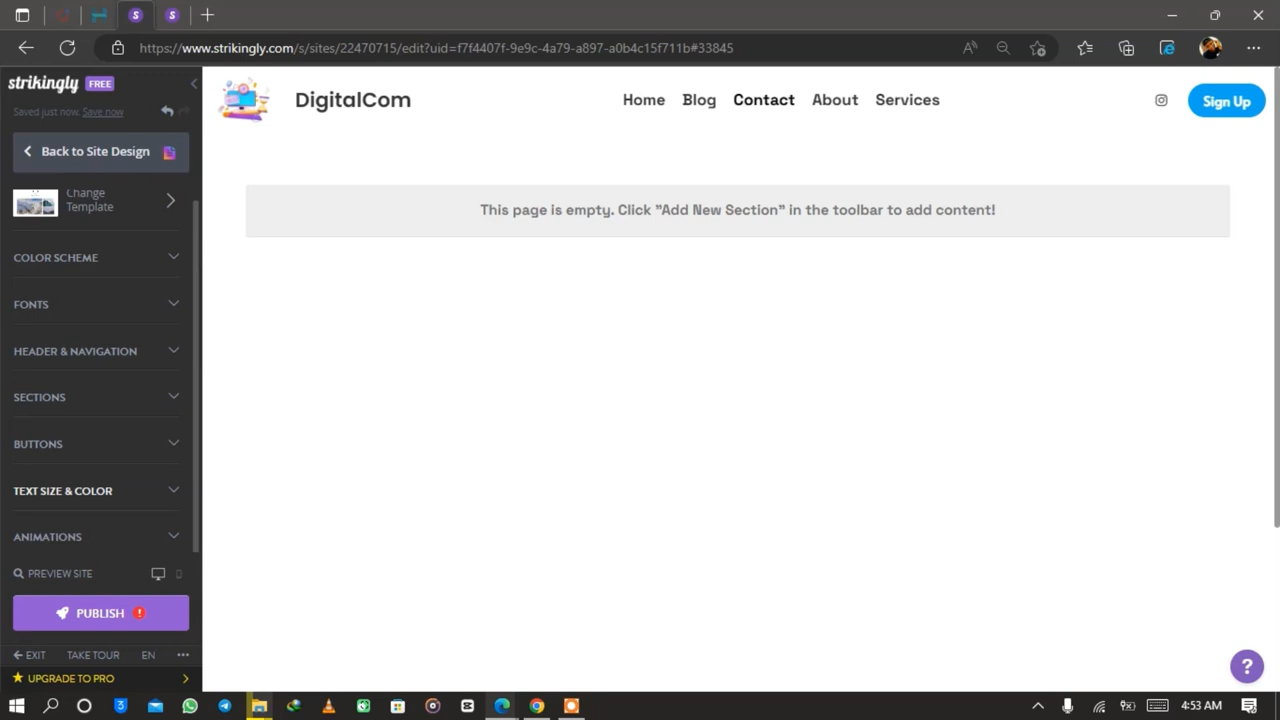 https://www.strikingly.com/s/sites/22470715/edit?uid=f7f4407f-9e9c-4a79-a897-a0b4c15f711b#33845
strikingly FREE
Saved just now. Save now
Back to Site Design
Change
Template
COLOR SCHEME
FONTS
HEADER & NAVIGATION
SECTIONS
BUTTONS
TEXT SIZE & COLOR
ANIMATIONS
PREVIEW SITE
PUBLISH !
EXIT TAKE TOUR EN
UPGRADE TO PRO
DigitalCom Home Blog Contact About Services Sign Up
This page is empty. Click "Add New Section" in the toolbar to add content!
?
4:53 AM